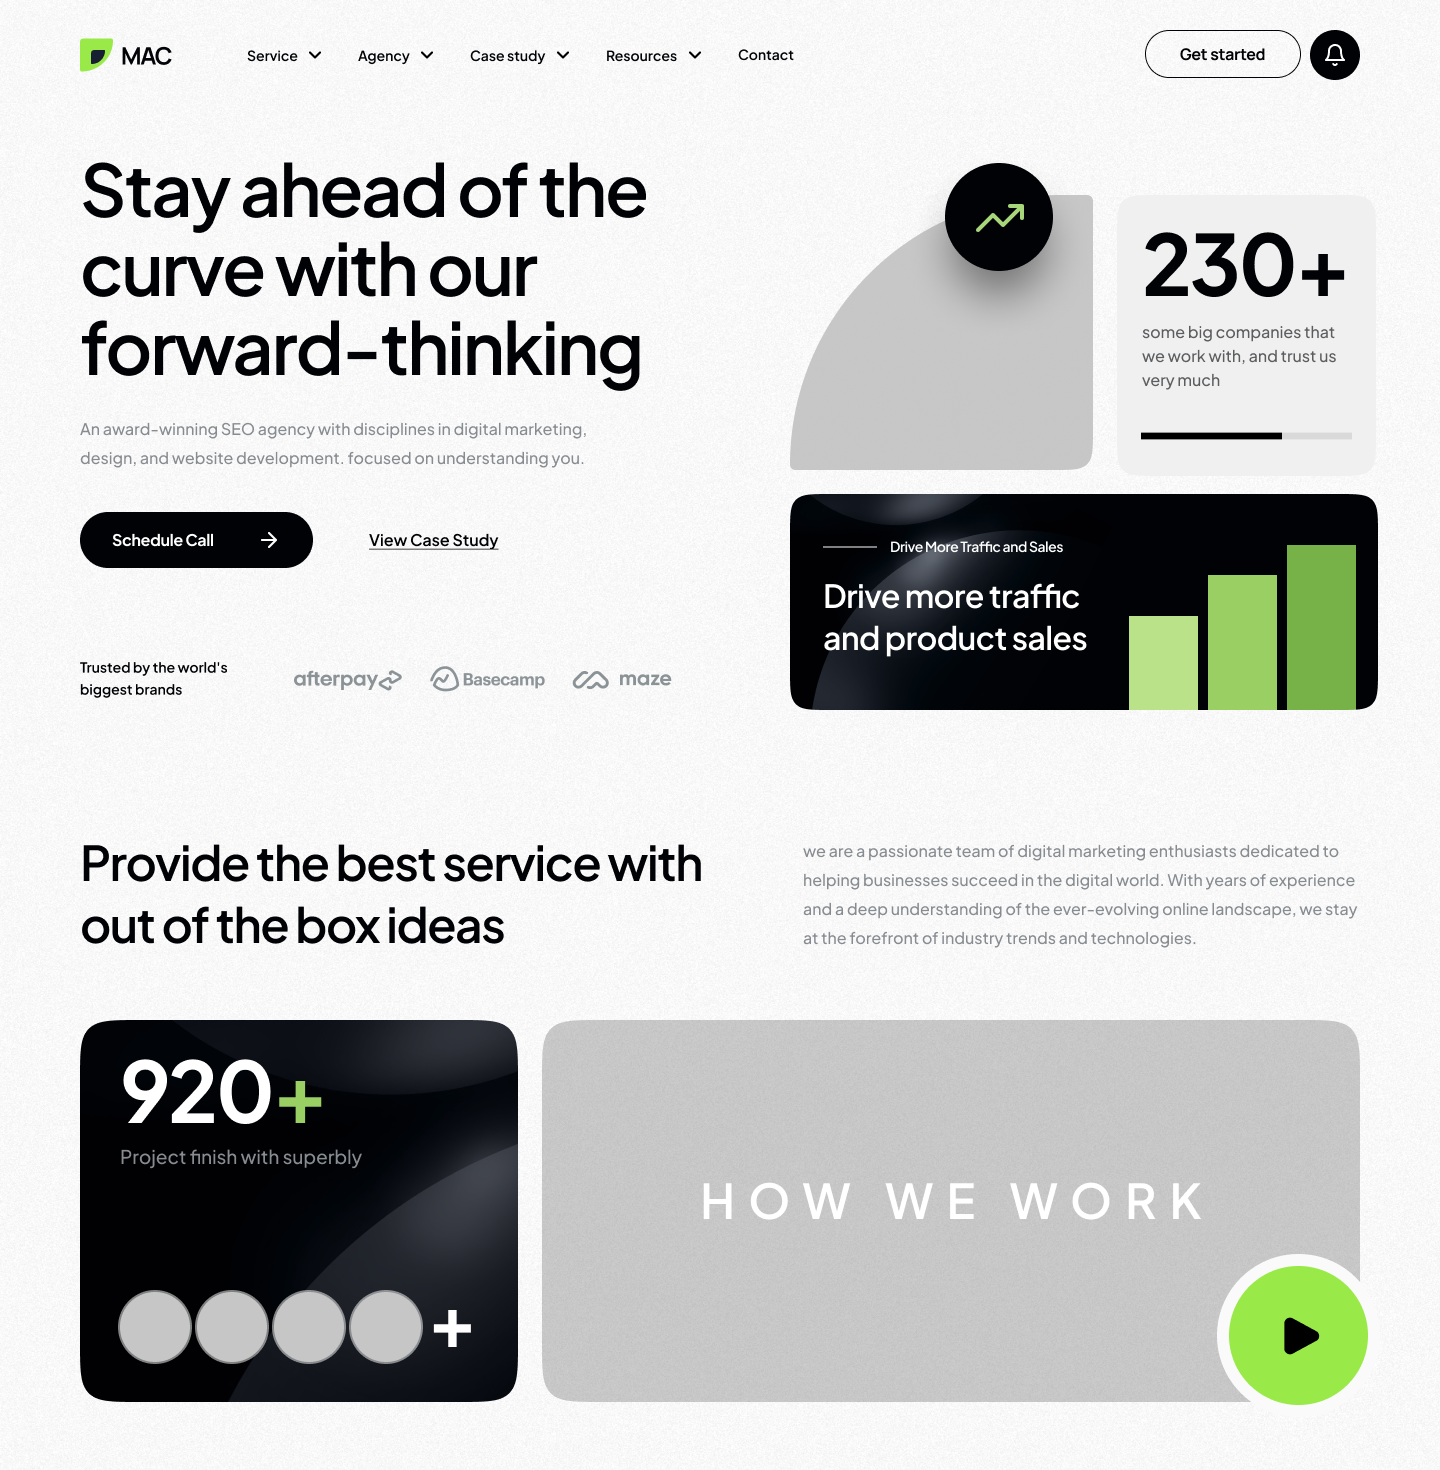 MAC
Service
Agency
Case study
Resources
Contact
Get started
Stay ahead of the
curve with our
forward-thinking
An award-winning SEO agency with disciplines in digital marketing,
design, and website development. focused on understanding you.
Schedule Call
View Case Study
Trusted by the world's
biggest brands
afterpay
Basecamp
maze
230+
some big companies that
we work with, and trust us
very much
Drive More Traffic and Sales
Drive more traffic
and product sales
Provide the best service with
out of the box ideas
we are a passionate team of digital marketing enthusiasts dedicated to
helping businesses succeed in the digital world. With years of experience
and a deep understanding of the ever-evolving online landscape, we stay
at the forefront of industry trends and technologies.
920+
Project finish with superbly
+
HOW WE WORK